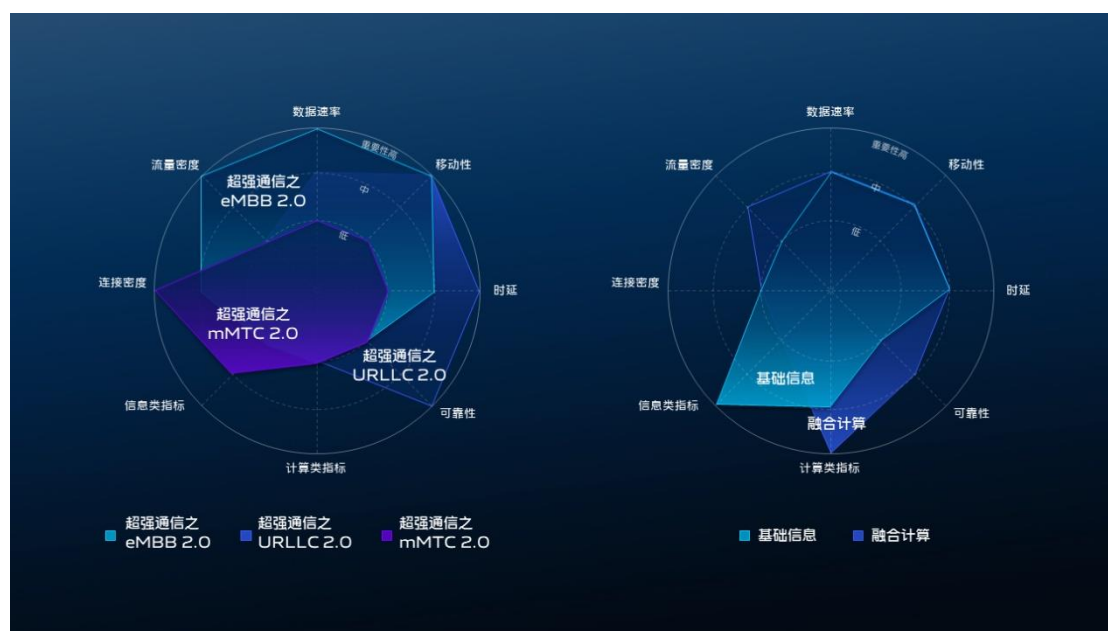 数据速率
重要性高
流量密度
移动性
超强通信之
eMBB 2.0
中
低
连接密度
时延
超强通信之
mMTC 2.0
超强通信之
URLLC 2.0
信息类指标
可靠性
计算类指标
超强通信之
eMBB 2.0
超强通信之
URLLC 2.0
超强通信之
mMTC 2.0
数据速率
重要性高
流量密度
移动性
中
低
连接密度
时延
基础信息
信息类指标
可靠性
融合计算
计算类指标
基础信息
融合计算